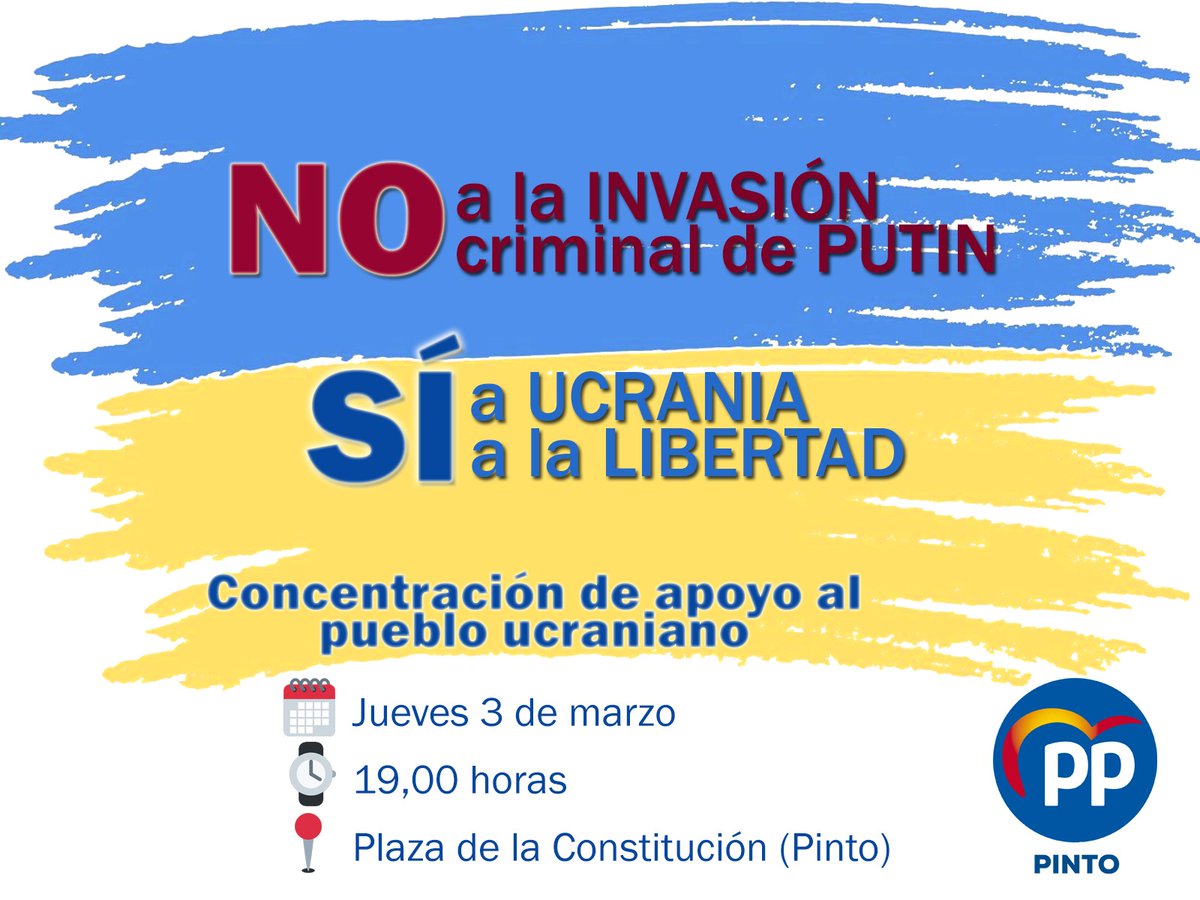 NO a la INVASIÓN
criminal de PUTIN
SÍ a UCRANIA
a la LIBERTAD
Concentración de apoyo al
pueblo ucraniano
Jueves 3 de marzo
19,00 horas
Plaza de la Constitución (Pinto)
pp
PINTO